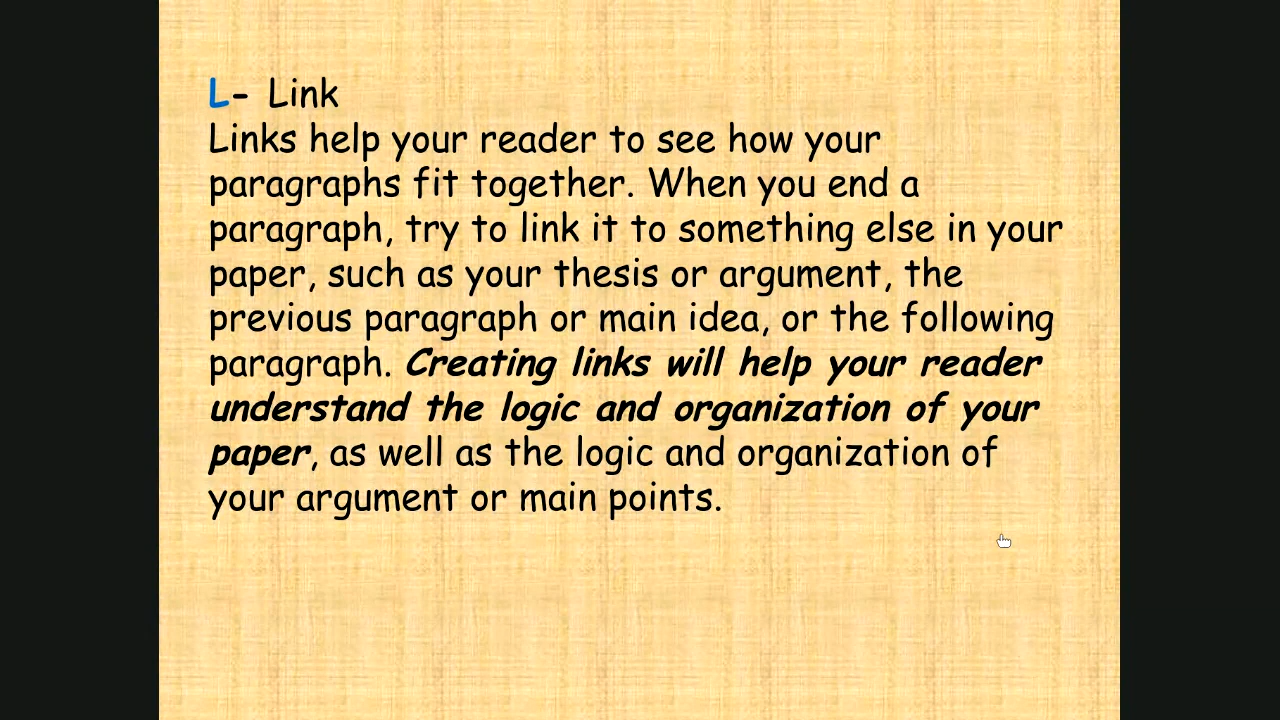 L- Link
Links help your reader to see how your
paragraphs fit together. When you end a
paragraph, try to link it to something else in your
paper, such as your thesis or argument, the
previous paragraph or main idea, or the following
paragraph. Creating links will help your reader
understand the logic and organization of your
paper, as well as the logic and organization of
your argument or main points.